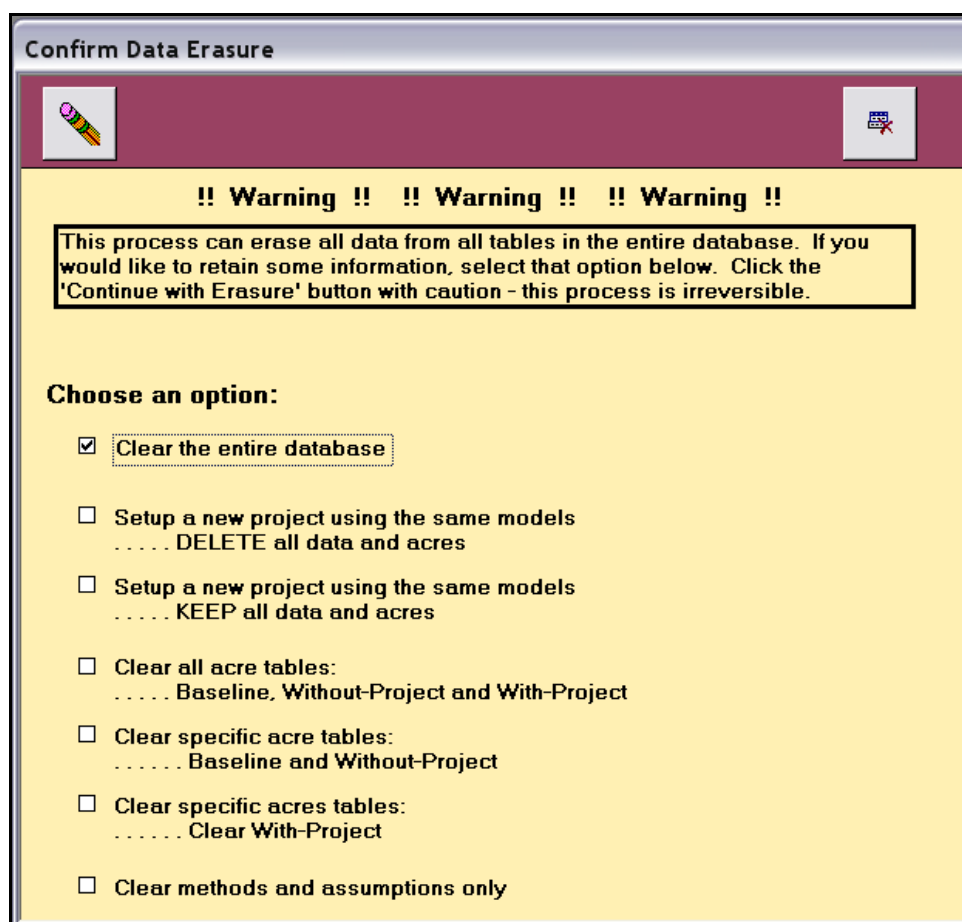 Confirm Data Erasure
!! Warning !! !! Warning !! !! Warning !!
This process can erase all data from all tables in the entire database. If you
would like to retain some information, select that option below. Click the
'Continue with Erasure' button with caution - this process is irreversible.
Choose an option:
Clear the entire database
Setup a new project using the same models
. . . . . DELETE all data and acres
Setup a new project using the same models
. . . . . KEEP all data and acres
Clear all acre tables:
. . . . . Baseline, Without-Project and With-Project
Clear specific acre tables:
. . . . . . Baseline and Without-Project
Clear specific acres tables:
. . . . . . Clear With-Project
Clear methods and assumptions only